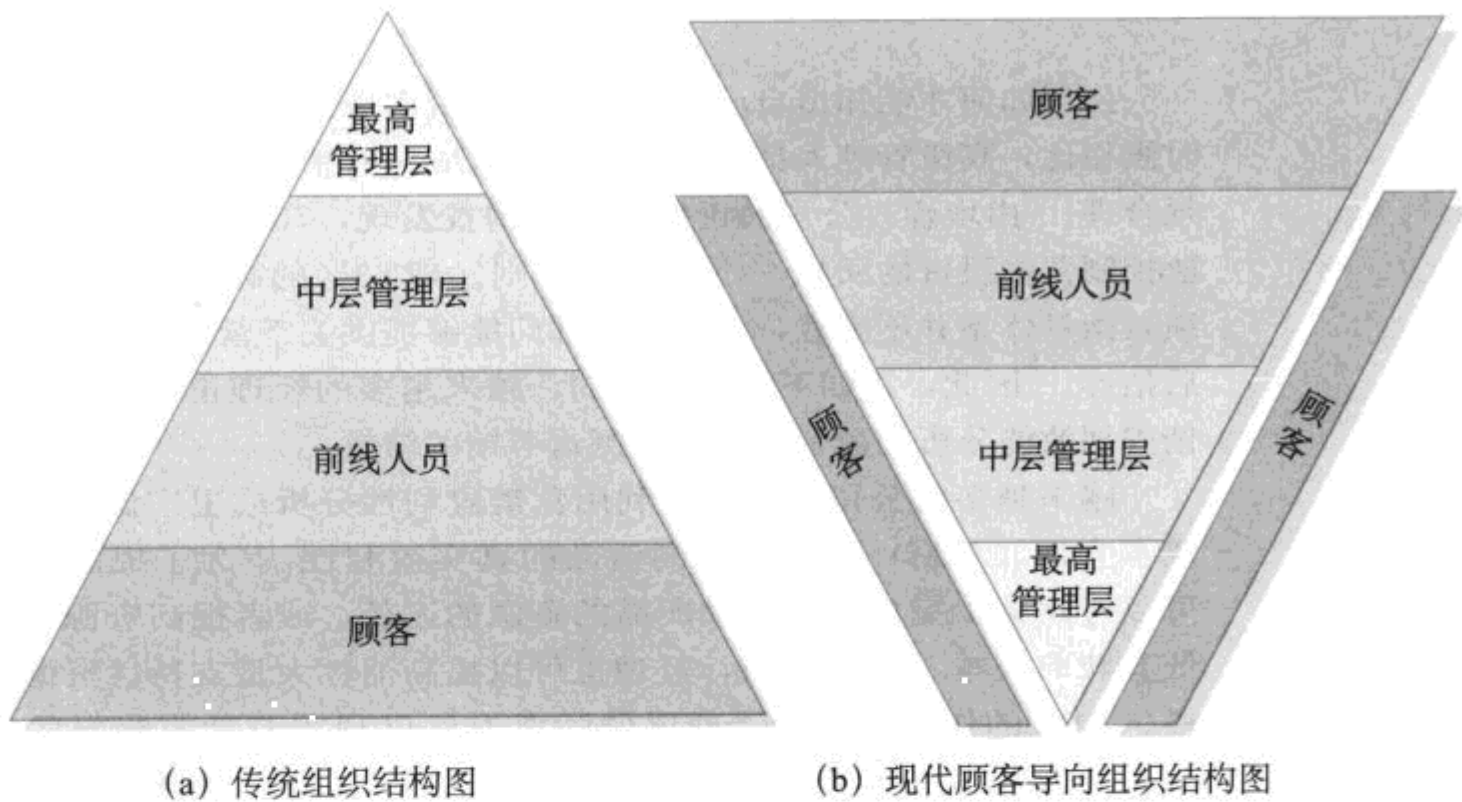 最高
管理层
中层管理层
前线人员
顾客
(a) 传统组织结构图
顾客
前线人员
中层管理层
最高
管理层
顾客
顾客
(b) 现代顾客导向组织结构图